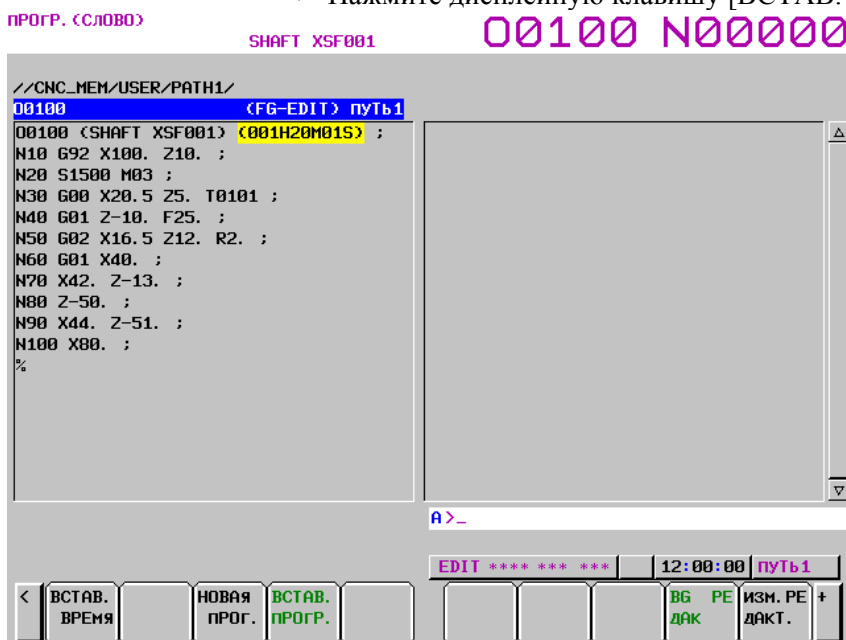 Нажмите дисплейную клавишу [ВСТАВ.
ПРОГР.(СЛОВО)
SHAFT XSF001
O0100 N00000
//CNC_MEM/USER/PATH1/
O0100 (FG-EDIT) ПУТЬ1
O0100 (SHAFT XSF001) (001H20M01S) ;
N10 G92 X100. Z10. ;
N20 S1500 M03 ;
N30 G00 X20.5 Z5. T0101 ;
N40 G01 Z-10. F25. ;
N50 G02 X16.5 Z12. R2. ;
N60 G01 X40. ;
N70 X42. Z-13. ;
N80 Z-50. ;
N90 X44. Z-51. ;
N100 X80. ;
%
A>_
EDIT **** *** *** 12:00:00 ПУТЬ1
< ВСТАВ. НОВАЯ ВСТАВ. BG РЕ ИЗМ.РЕ +
ВРЕМЯ ПРОГ. ПРОГР. ДАК ДАКТ.